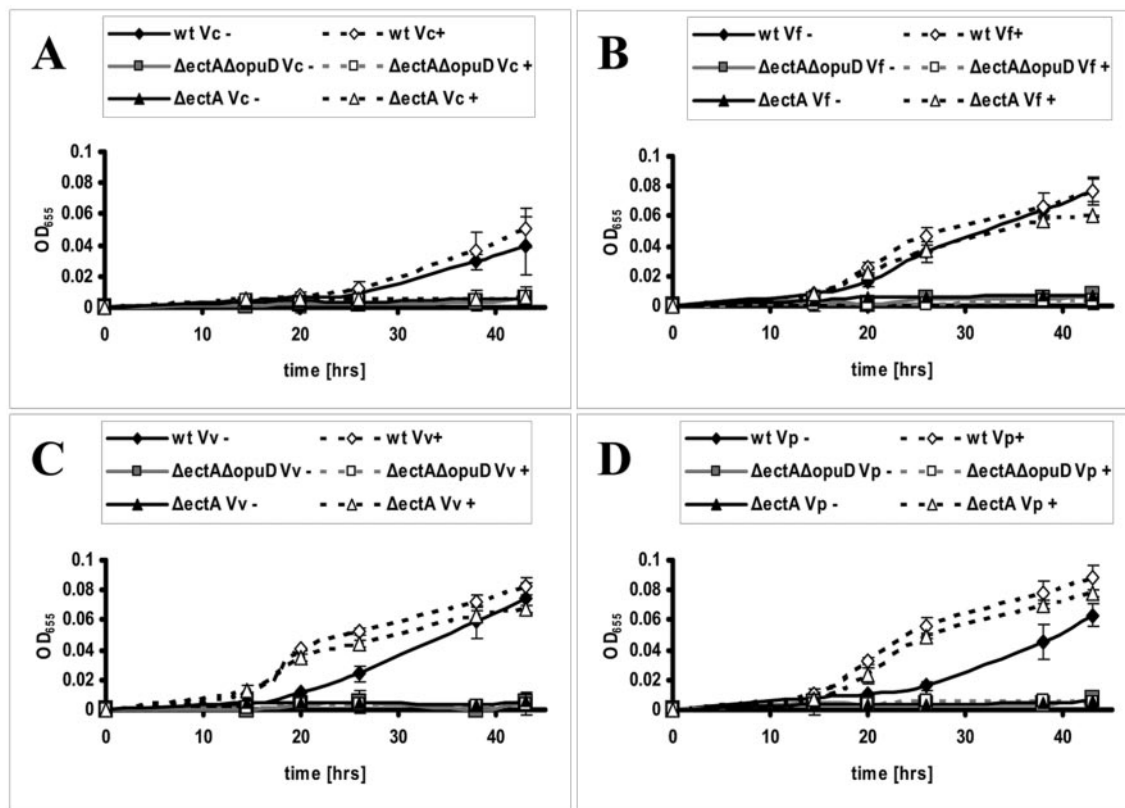 A
wt Vc - wt Vc+
ΔectAΔopuD Vc - ΔectAΔopuD Vc +
ΔectA Vc - ΔectA Vc +
OD655
0.1
0.08
0.06
0.04
0.02
0
0 10 20 30 40
time [hrs]
B
wt Vf - wt Vf+
ΔectAΔopuD Vf - ΔectAΔopuD Vf +
ΔectA Vf - ΔectA Vf +
OD655
0.1
0.08
0.06
0.04
0.02
0
0 10 20 30 40
time [hrs]
C
wt Vv - wt Vv+
ΔectAΔopuD Vv - ΔectAΔopuD Vv +
ΔectA Vv - ΔectA Vv +
OD655
0.1
0.08
0.06
0.04
0.02
0
0 10 20 30 40
time [hrs]
D
wt Vp - wt Vp+
ΔectAΔopuD Vp - ΔectAΔopuD Vp +
ΔectA Vp - ΔectA Vp +
OD655
0.1
0.08
0.06
0.04
0.02
0
0 10 20 30 40
time [hrs]